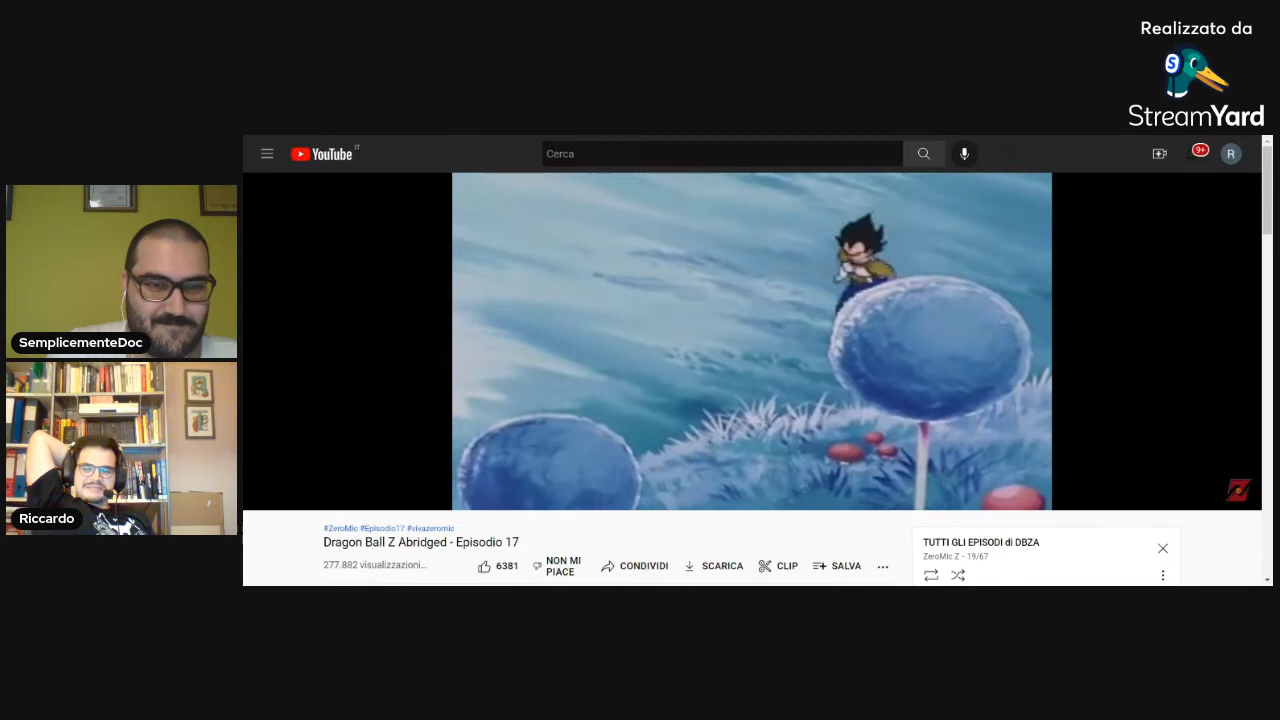 Realizzato da
S
StreamYard
YouTube IT
Cerca
9+
R
SemplicementeDoc
Riccardo
#ZeroMic #Episodio17 #vivazeromic
Dragon Ball Z Abridged - Episodio 17
277.882 visualizzazioni...
6381
NON MI PIACE
CONDIVIDI
SCARICA
CLIP
SALVA
TUTTI GLI EPISODI di DBZA
ZeroMic Z - 19/67